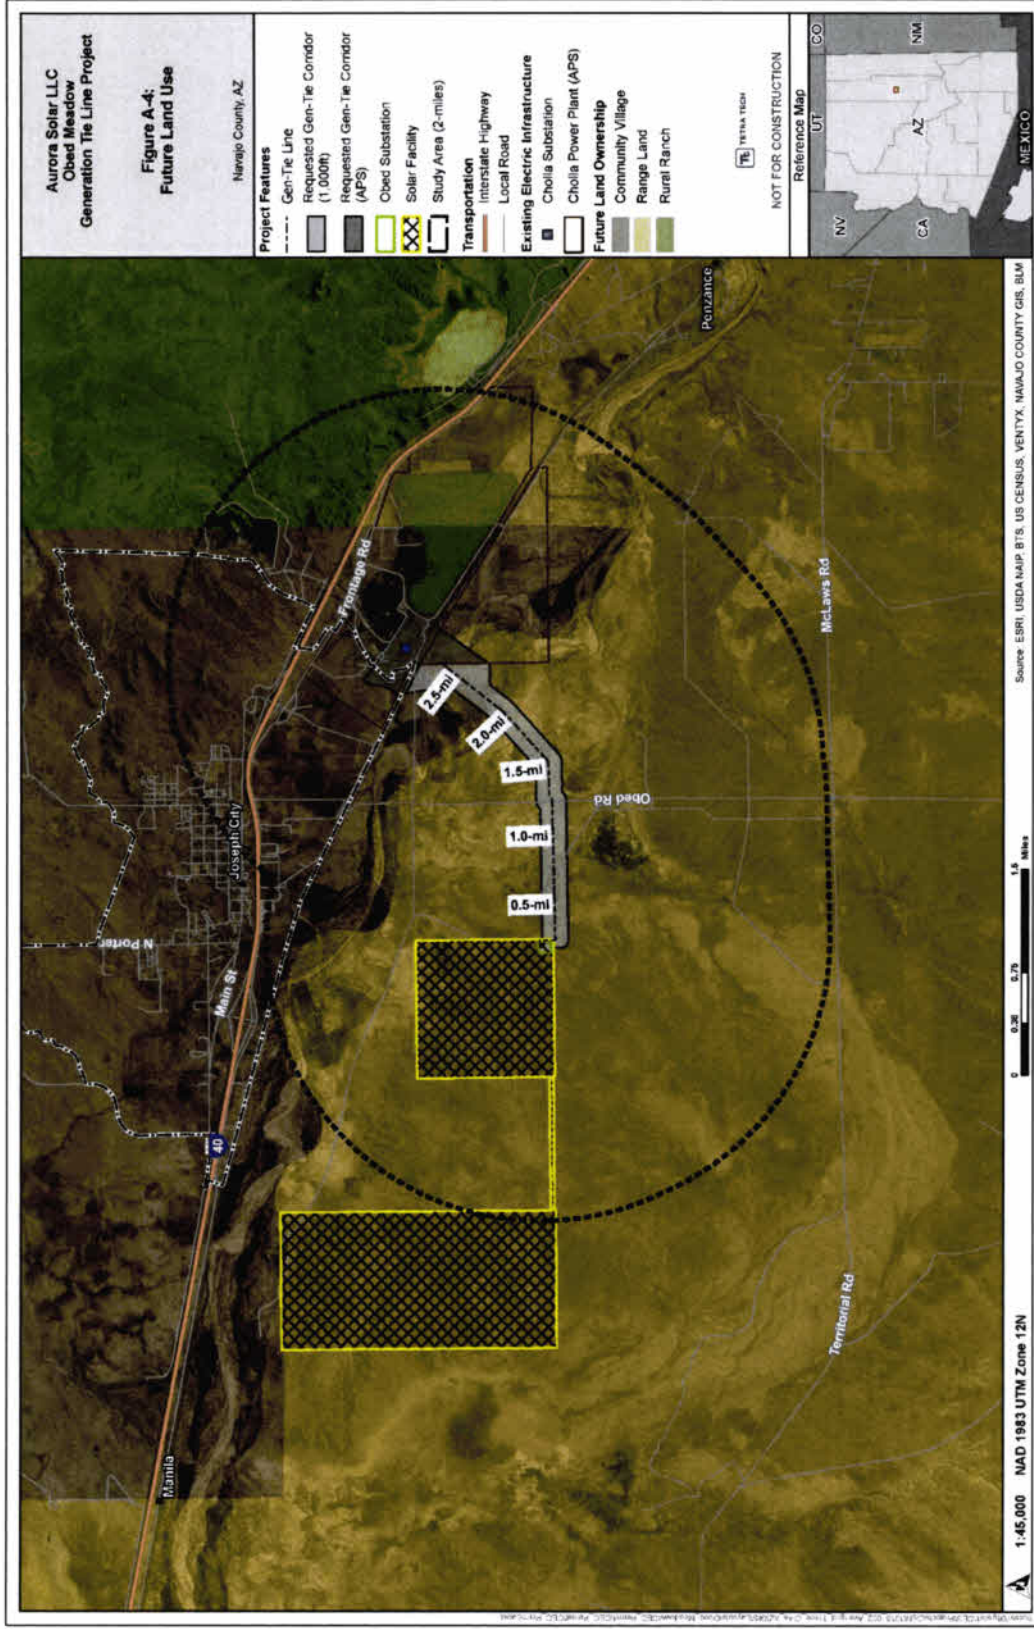 Aurora Solar LLC
Obed Meadow
Generation Tie Line Project
Figure A-4:
Future Land Use
Navajo County, AZ
Project Features
Gen-Tie Line
Requested Gen-Tie Corridor
(1,000ft)
Requested Gen-Tie Corridor
(APS)
Obed Substation
Solar Facility
Study Area (2-miles)
Transportation
Interstate Highway
Local Road
Existing Electric Infrastructure
Cholla Substation
Cholla Power Plant (APS)
Future Land Ownership
Community Village
Range Land
Rural Ranch
TETRA TECH
NOT FOR CONSTRUCTION
Reference Map
NV
UT
CO
CA
AZ
NM
MEXICO
Manila
40
Main St
N Porter
Joseph City
Frontage Rd
0.5-mi
1.0-mi
1.5-mi
2.0-mi
2.5-mi
Obed Rd
Penzance
McLaws Rd
Territorial Rd
1:45,000 NAD 1983 UTM Zone 12N
0 0.38 0.75 1.5
Miles
Source: ESRI, USDA NAIP, BTS, US CENSUS, VENTYX, NAVAJO COUNTY GIS, BLM